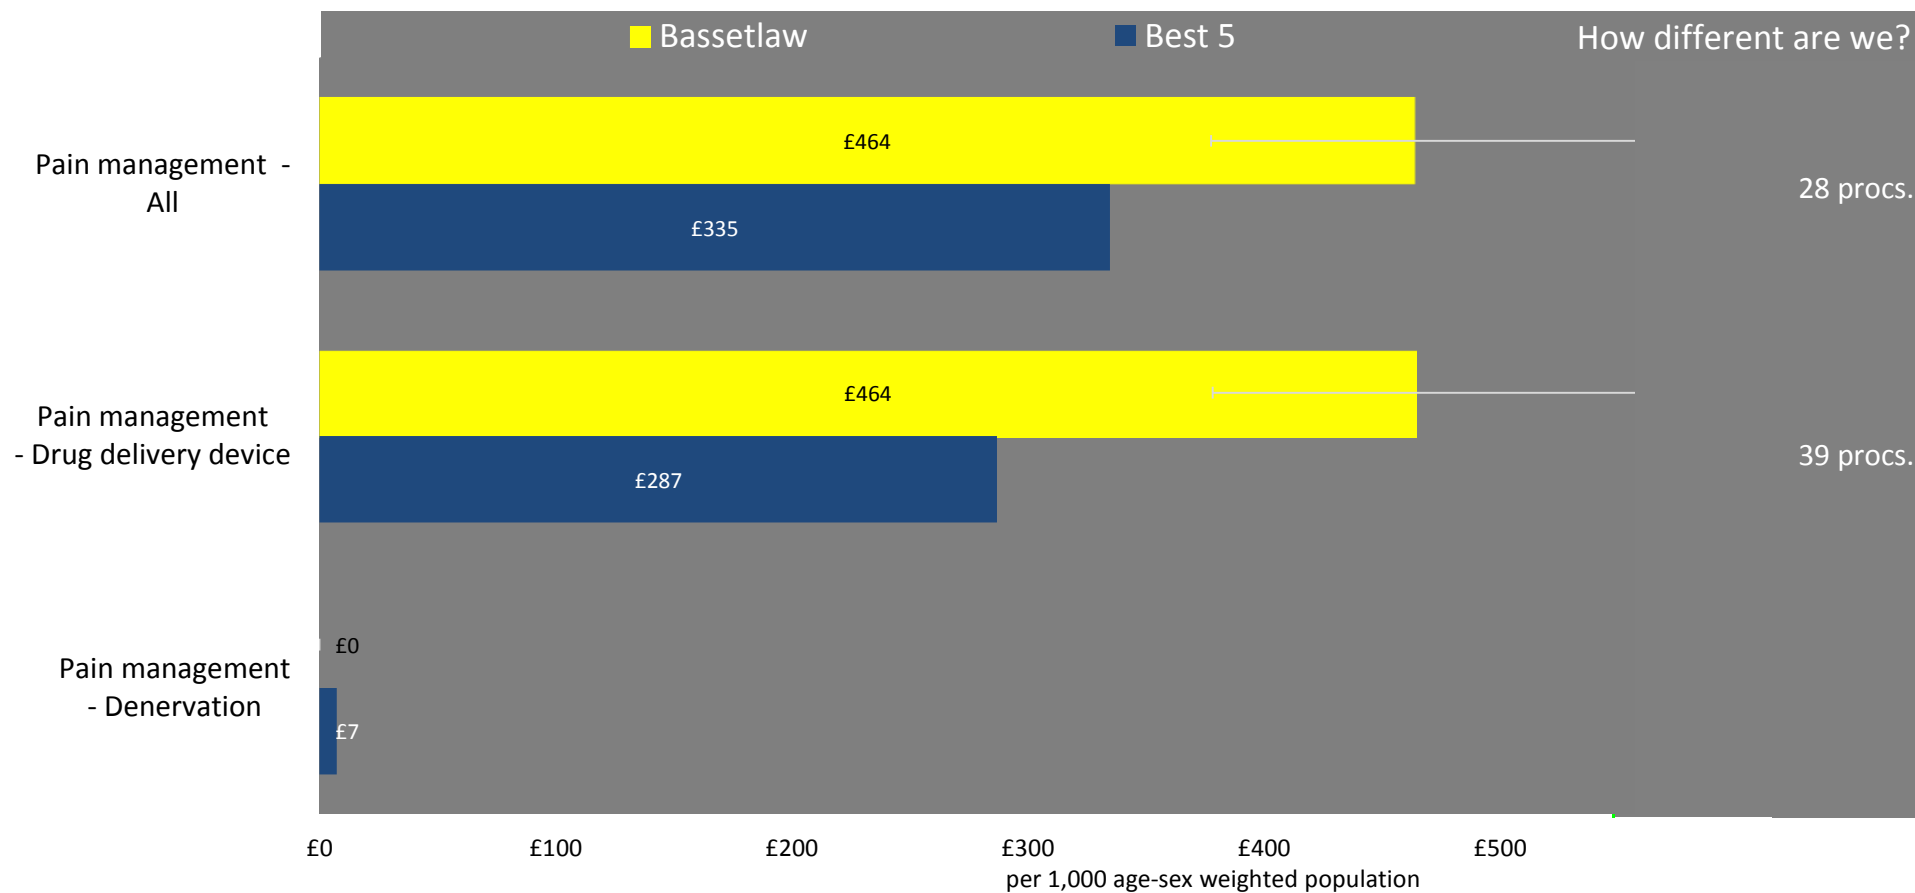 Bassetlaw
Best 5
How different are we?
Pain management -
All
£464
£335
28 procs.
Pain management
- Drug delivery device
£464
£287
39 procs.
Pain management
- Denervation
£0
£7
£0
£100
£200
£300
£400
£500
per 1,000 age-sex weighted population